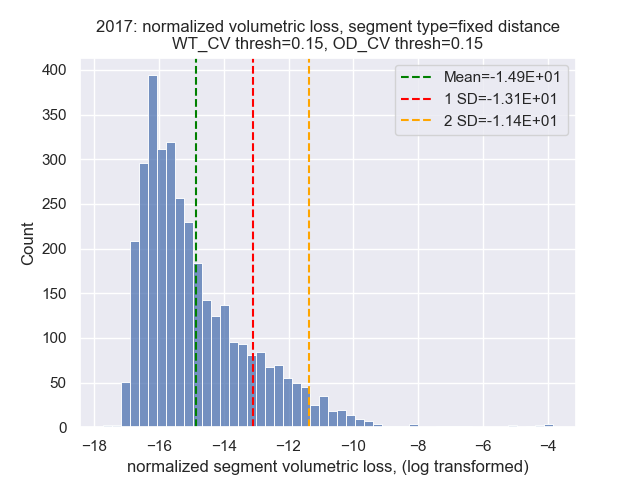 2017: normalized volumetric loss, segment type=fixed distance
WT_CV thresh=0.15, OD_CV thresh=0.15
Mean=-1.49E+01
1 SD=-1.31E+01
2 SD=-1.14E+01
Count
400
350
300
250
200
150
100
50
0
−18 −16 −14 −12 −10 −8 −6 −4
normalized segment volumetric loss, (log transformed)